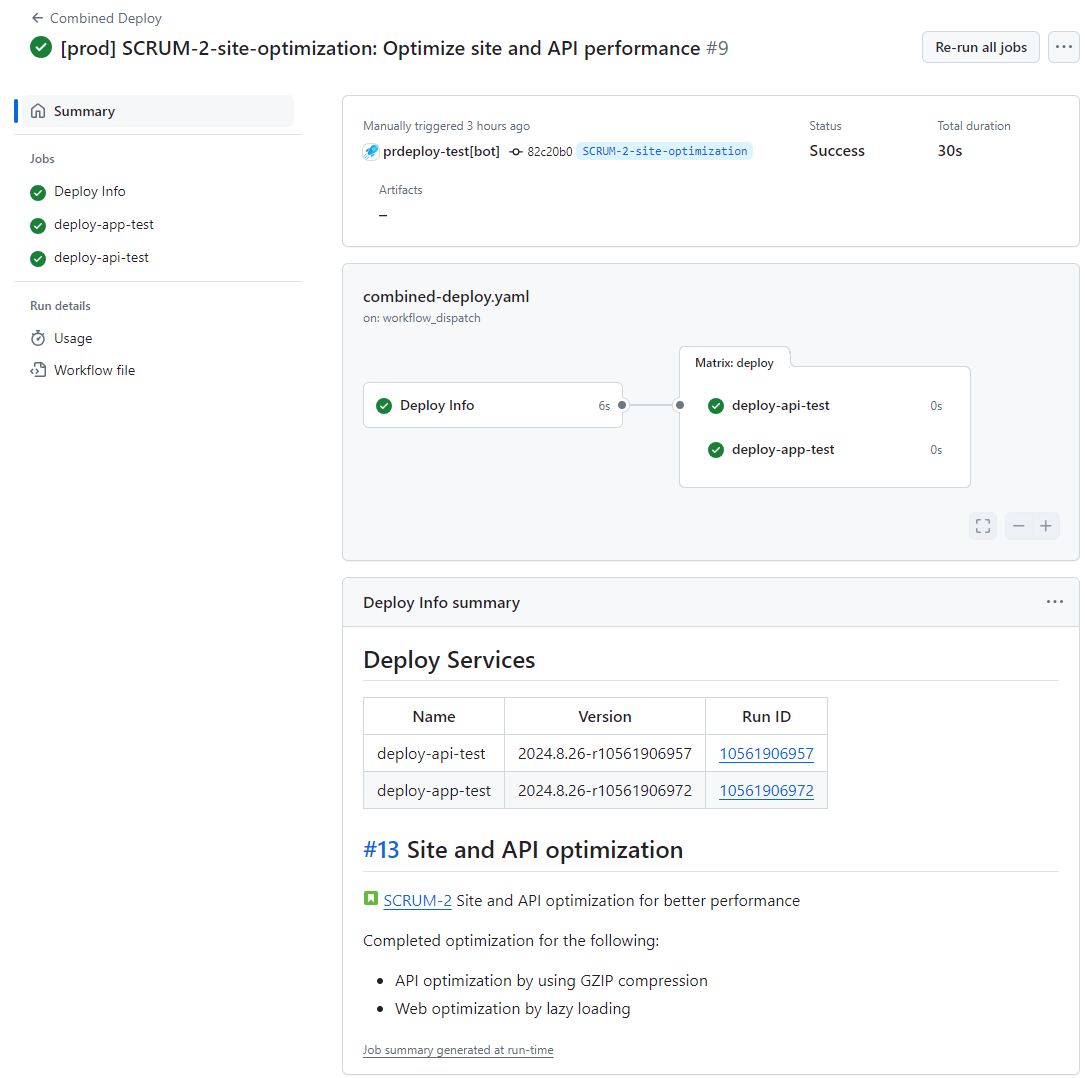 Combined Deploy
[prod] SCRUM-2-site-optimization: Optimize site and API performance #9
Re-run all jobs
Summary
Jobs
Deploy Info
deploy-app-test
deploy-api-test
Run details
Usage
Workflow file
Manually triggered 3 hours ago
prdeploy-test[bot] 82c20b0 SCRUM-2-site-optimization
Status
Success
Total duration
30s
Artifacts
–
combined-deploy.yaml
on: workflow_dispatch
Deploy Info 6s
Matrix: deploy
deploy-api-test 0s
deploy-app-test 0s
Deploy Info summary
Deploy Services
Name Version Run ID
deploy-api-test 2024.8.26-r10561906957 10561906957
deploy-app-test 2024.8.26-r10561906972 10561906972
#13 Site and API optimization
SCRUM-2 Site and API optimization for better performance
Completed optimization for the following:
• API optimization by using GZIP compression
• Web optimization by lazy loading
Job summary generated at run-time